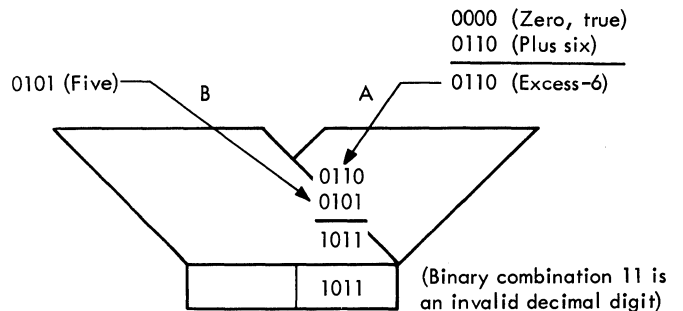 0000 (Zero, true)
0110 (Plus six)
0110 (Excess-6)
0101 (Five)
B
A
0110
0101
1011
1011
(Binary combination 11 is
an invalid decimal digit)